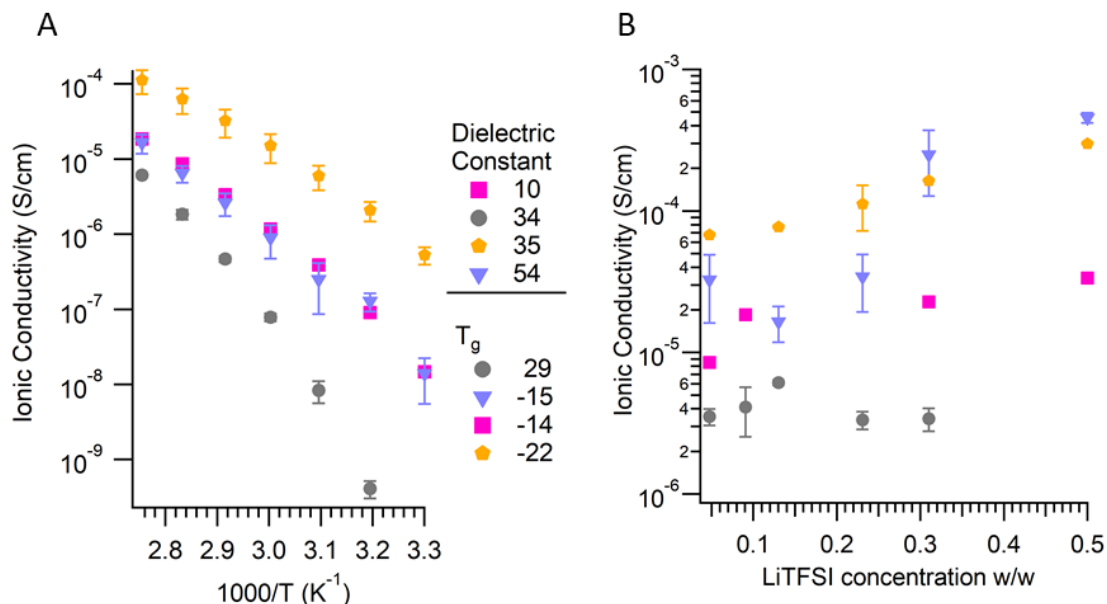 A
B
Ionic Conductivity (S/cm)
10⁻⁴
10⁻⁵
10⁻⁶
10⁻⁷
10⁻⁸
10⁻⁹
2.8 2.9 3.0 3.1 3.2 3.3
1000/T (K⁻¹)
Dielectric
Constant
10
34
35
54
Tg
29
-15
-14
-22
Ionic Conductivity (S/cm)
10⁻³
6
4
2
10⁻⁴
6
4
2
10⁻⁵
6
4
2
10⁻⁶
0.1 0.2 0.3 0.4 0.5
LiTFSI concentration w/w